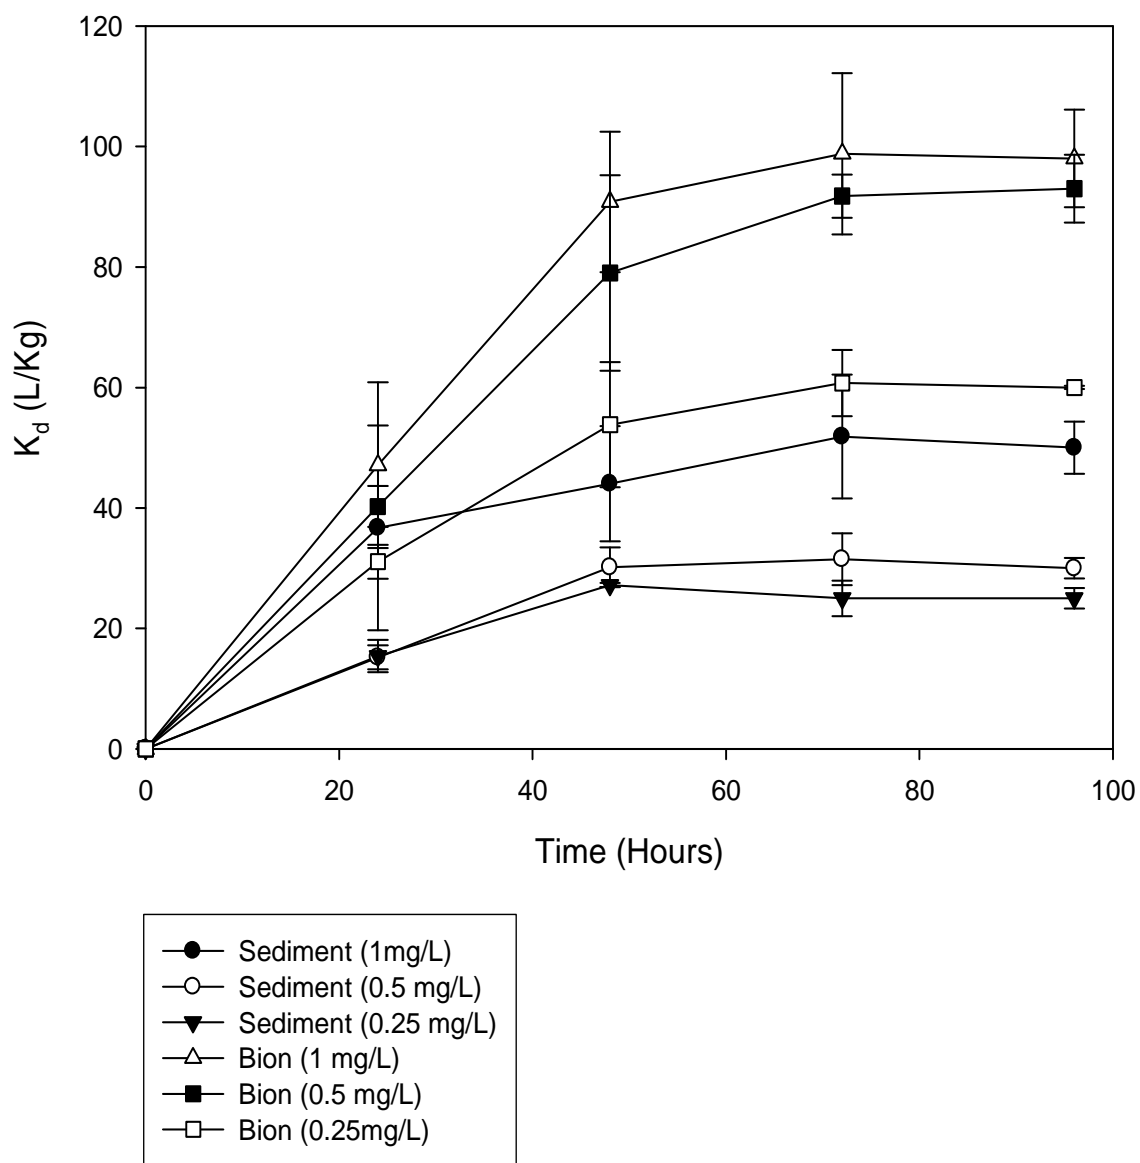 120
100
80
60
40
20
0
K_d (L/Kg)
0 20 40 60 80 100
Time (Hours)
Sediment (1mg/L)
Sediment (0.5 mg/L)
Sediment (0.25 mg/L)
Bion (1 mg/L)
Bion (0.5 mg/L)
Bion (0.25mg/L)